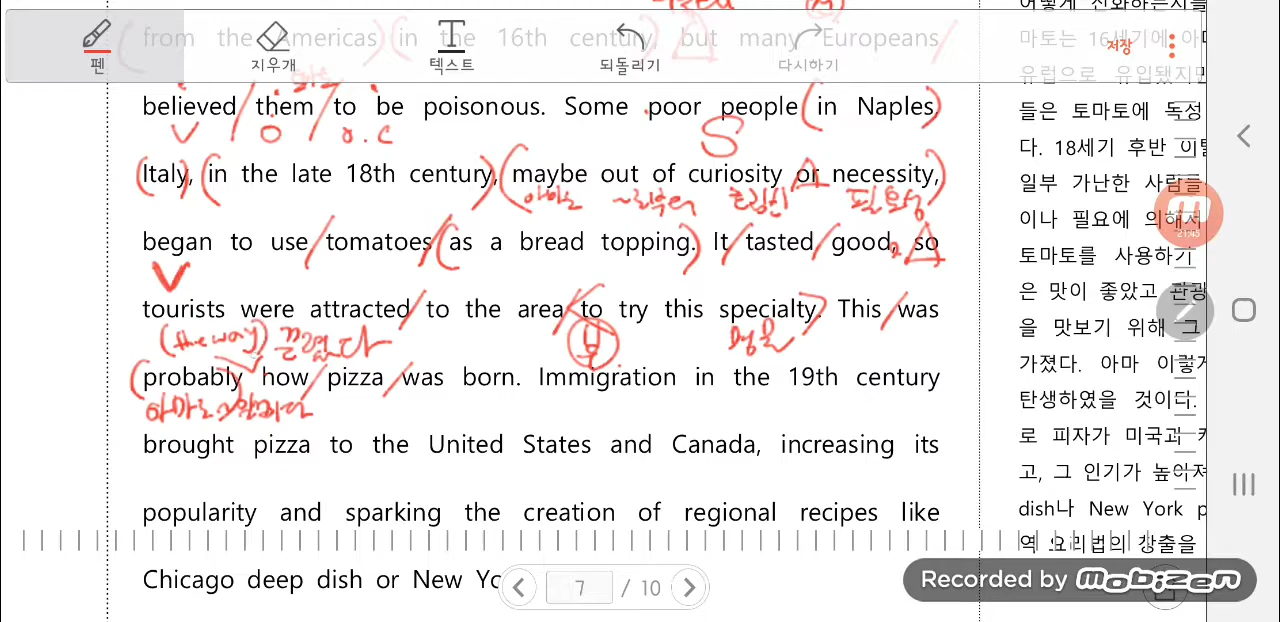 from the Americas) (in the 16th century, but many Europeans
펜
지우개
텍스트
되돌리기
다시하기
저장
believed them to be poisonous. Some poor people (in Naples)
O O.C
S
(Italy), (in the late 18th century), (maybe out of curiosity or necessity,)
아마도 ~로부터 호기심 필요성
began to use tomatoes (as a bread topping.) It tasted good, so
V
tourists were attracted to the area to try this specialty. This was
(the way) 끌렸다 명물
probably how pizza was born. Immigration in the 19th century
brought pizza to the United States and Canada, increasing its
popularity and sparking the creation of regional recipes like
Chicago deep dish or New Yo
7 / 10
마토는 16세기에 아
유럽으로 유입됐지만
들은 토마토에 독성
다. 18세기 후반 이탈
일부 가난한 사람들
이나 필요에 의해서
토마토를 사용하기
은 맛이 좋았고 관광
을 맛보기 위해 그
가졌다. 아마 이렇게
탄생하였을 것이다.
로 피자가 미국과 캐
고, 그 인기가 높아져
dish나 New York p
역 요리법의 창출을
21:45
Recorded by mobizen